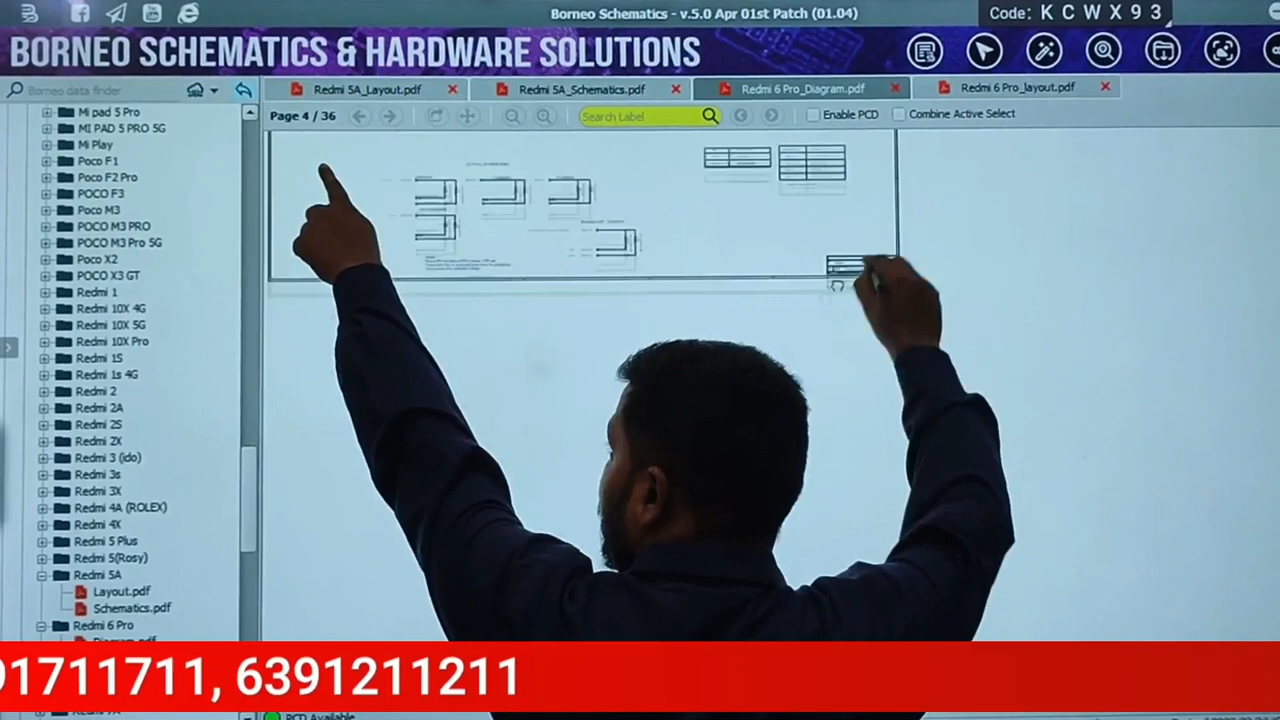 Borneo Schematics - v.5.0 Apr 01st Patch (01.04)
Code: K C W X 9 3
BORNEO SCHEMATICS & HARDWARE SOLUTIONS
Borneo data finder
Redmi 5A_Layout.pdf
Redmi 5A_Schematics.pdf
Redmi 6 Pro_Diagram.pdf
Redmi 6 Pro_layout.pdf
Page 4 / 36
Search Label
Enable PCD
Combine Active Select
Mi pad 5 Pro
MI PAD 5 PRO 5G
Mi Play
Poco F1
Poco F2 Pro
POCO F3
Poco M3
POCO M3 PRO
POCO M3 Pro 5G
Poco X2
POCO X3 GT
Redmi 1
Redmi 10X 4G
Redmi 10X 5G
Redmi 10X Pro
Redmi 1S
Redmi 1s 4G
Redmi 2
Redmi 2A
Redmi 2S
Redmi 2X
Redmi 3 (ido)
Redmi 3s
Redmi 3X
Redmi 4A (ROLEX)
Redmi 4X
Redmi 5 Plus
Redmi 5(Rosy)
Redmi 5A
Layout.pdf
Schematics.pdf
Redmi 6 Pro
Diagram.pdf
1711711, 6391211211
PCD Available